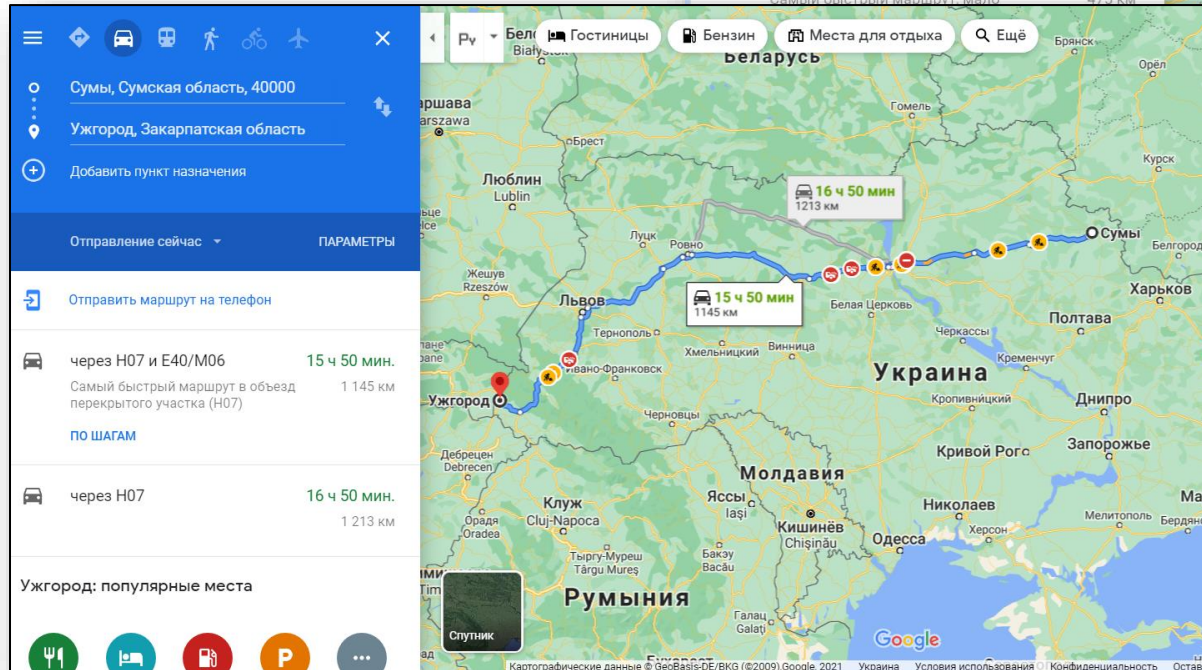 Самый быстрый маршрут, мало
473 км
Сумы, Сумская область, 40000
Ужгород, Закарпатская область
Добавить пункт назначения
Отправление сейчас
ПАРАМЕТРЫ
Отправить маршрут на телефон
через Н07 и Е40/М06 15 ч 50 мин.
Самый быстрый маршрут в объезд 1 145 км
перекрытого участка (Н07)
ПО ШАГАМ
через Н07 16 ч 50 мин.
1 213 км
Ужгород: популярные места
Гостиницы
Бензин
Места для отдыха
Ещё
Беларусь
Брянск
Орёл
Гомель
Курск
Брест
Люблин
Lublin
16 ч 50 мин
1213 км
Луцк
Ровно
Сумы
Белгород
Жешув
Rzeszów
Львов
15 ч 50 мин
1145 км
Белая Церковь
Харьков
Полтава
Тернополь
Хмельницкий
Винница
Черкассы
Кременчуг
Украина
Ужгород
Черновцы
Кропивницкий
Днипро
Дебрецен
Debrecen
Кривой Рог
Запорожье
Молдавия
Клуж
Cluj-Napoca
Яссы
Iași
Николаев
Мелитополь
Орадя
Oradea
Кишинёв
Chișinău
Одесса
Херсон
Тыргу-Муреш
Târgu Mureș
Бакэу
Bacău
Румыния
Галац
Galați
Спутник
P
Google
Картографические данные © GeoBasis-DE/BKG (©2009),Google, 2021 Украина Условия использования Конфиденциальность